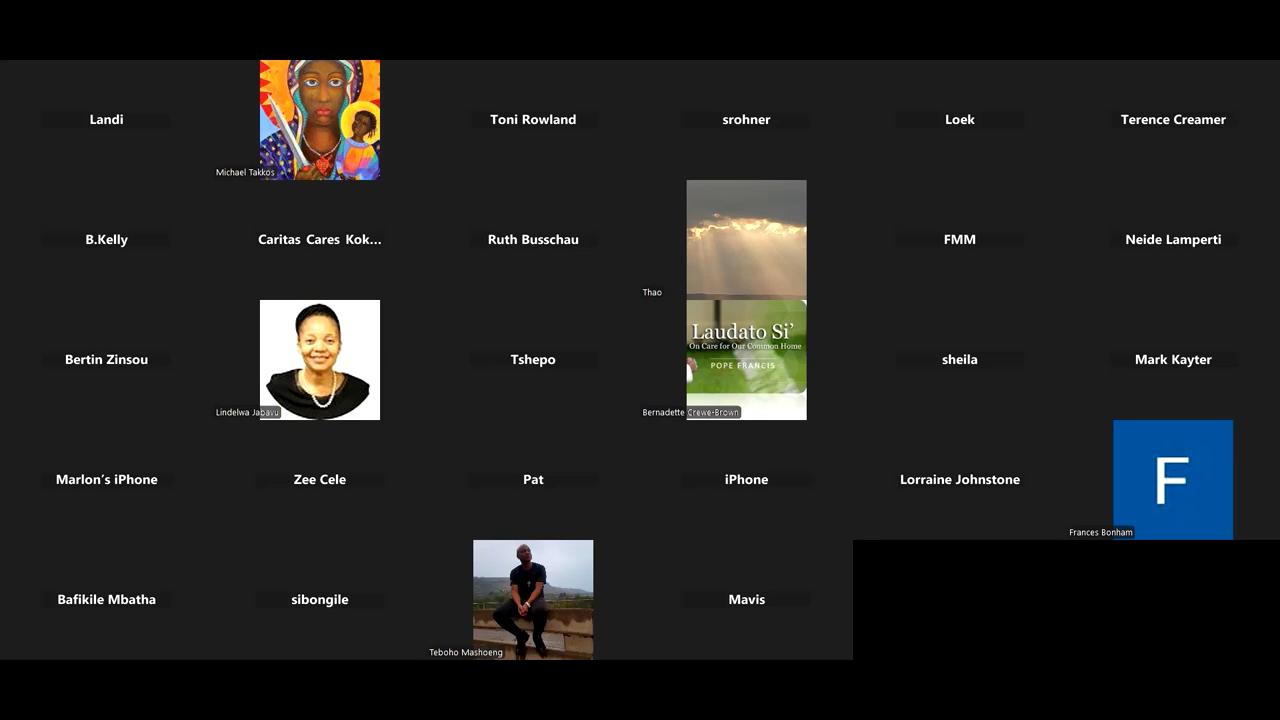 Landi
Michael Takkos
Toni Rowland
srohner
Loek
Terence Creamer
B.Kelly
Caritas Cares Kok...
Ruth Busschau
Thao
FMM
Neide Lamperti
Bertin Zinsou
Lindelwa Jabavu
Tshepo
Laudato Si’
On Care for Our Common Home
POPE FRANCIS
Bernadette Crewe-Brown
sheila
Mark Kayter
Marlon’s iPhone
Zee Cele
Pat
iPhone
Lorraine Johnstone
F
Frances Bonham
Bafikile Mbatha
sibongile
Teboho Mashoeng
Mavis